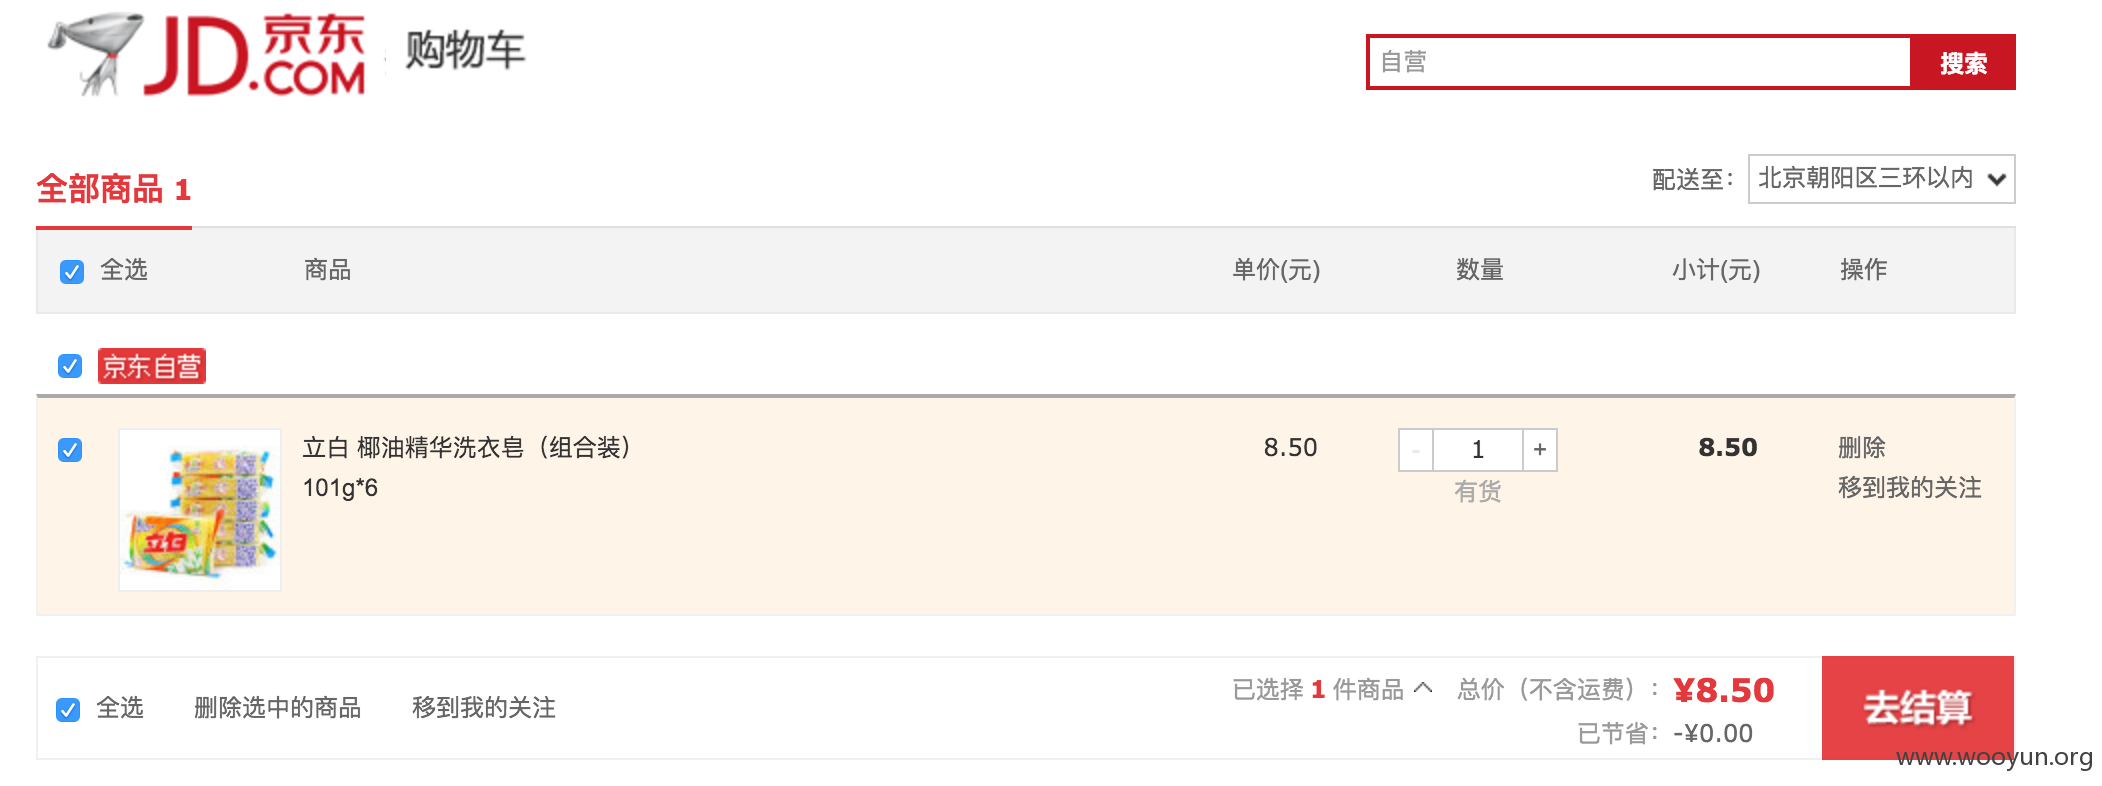 JD京东.COM 购物车
自营 搜索
全部商品 1
配送至： 北京朝阳区三环以内
全选 商品 单价(元) 数量 小计(元) 操作
京东自营
立白 椰油精华洗衣皂（组合装） 8.50 - 1 + 8.50 删除
101g*6 有货 移到我的关注
立白
全选 删除选中的商品 移到我的关注 已选择 1 件商品 总价（不含运费）： ¥8.50 去结算
已节省： -¥0.00
www.wooyun.org